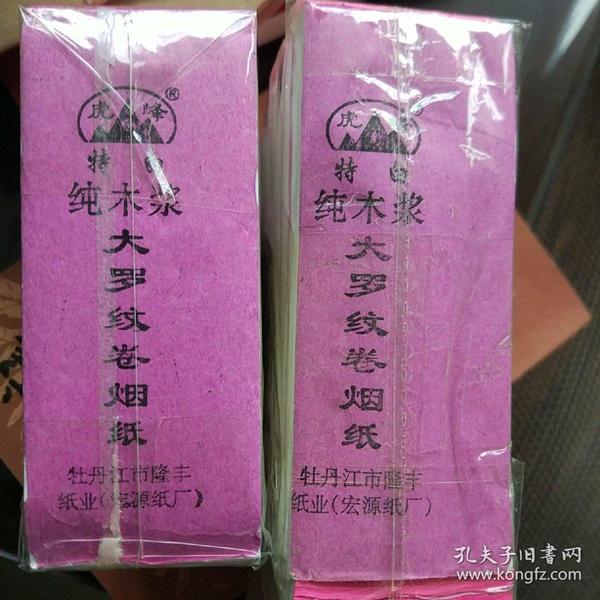 虎峰®
特白
纯木浆
大罗纹卷烟纸
牡丹江市隆丰
纸业(宏源纸厂)
虎
特白
纯木浆
大罗纹卷烟纸
牡丹江市隆丰
纸业(宏源纸厂)
孔夫子旧書网
www.kongfz.com